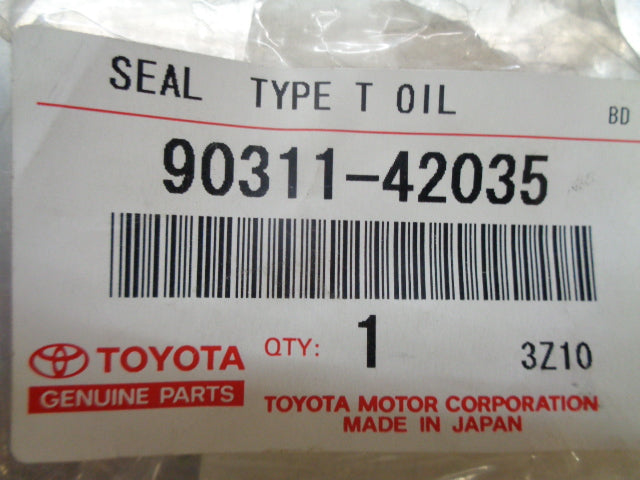 SEAL TYPE T OIL
BD
90311-42035
TOYOTA QTY: 1 3Z10
GENUINE PARTS
TOYOTA MOTOR CORPORATION
MADE IN JAPAN